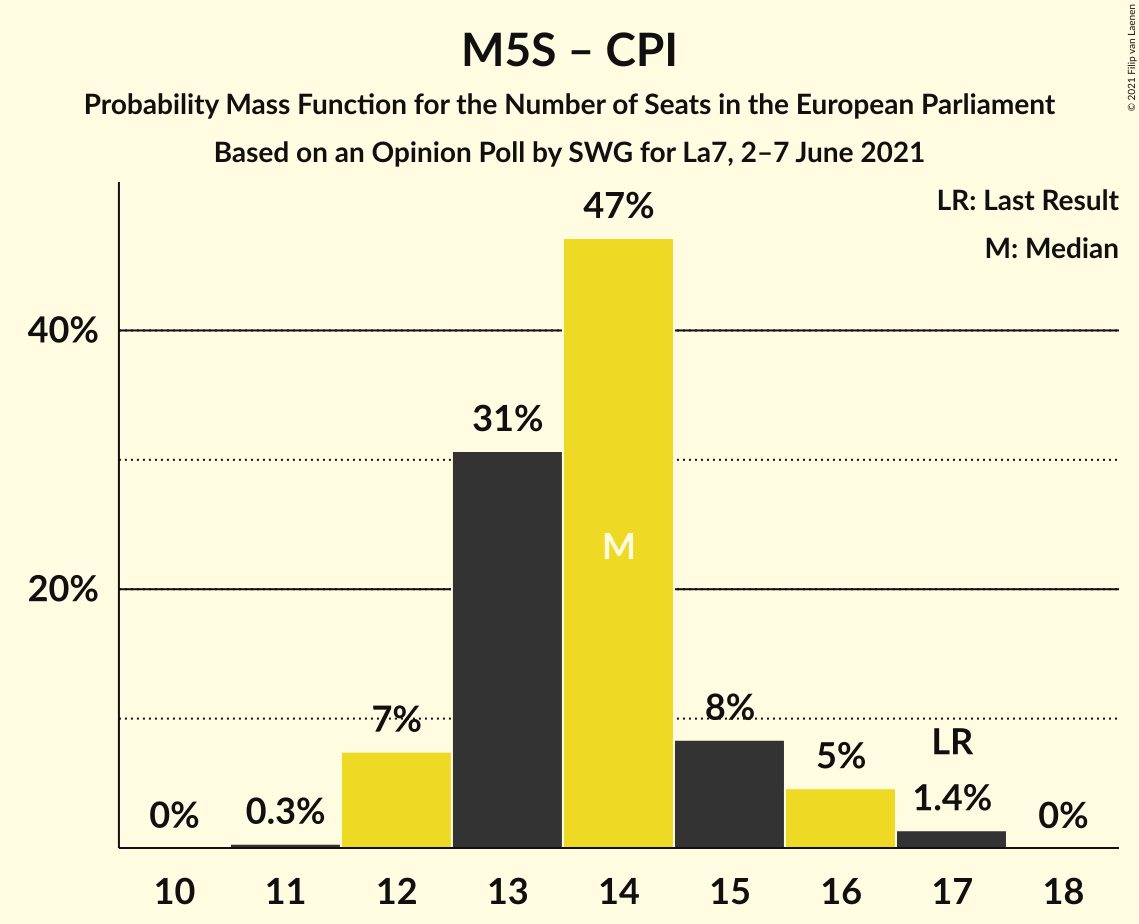 M5S – CPI
Probability Mass Function for the Number of Seats in the European Parliament
Based on an Opinion Poll by SWG for La7, 2–7 June 2021
© 2021 Filip van Laenen
LR: Last Result
M: Median
47%
40%
31%
M
20%
7%
8%
LR
5%
0%
0.3%
1.4%
0%
10 11 12 13 14 15 16 17 18